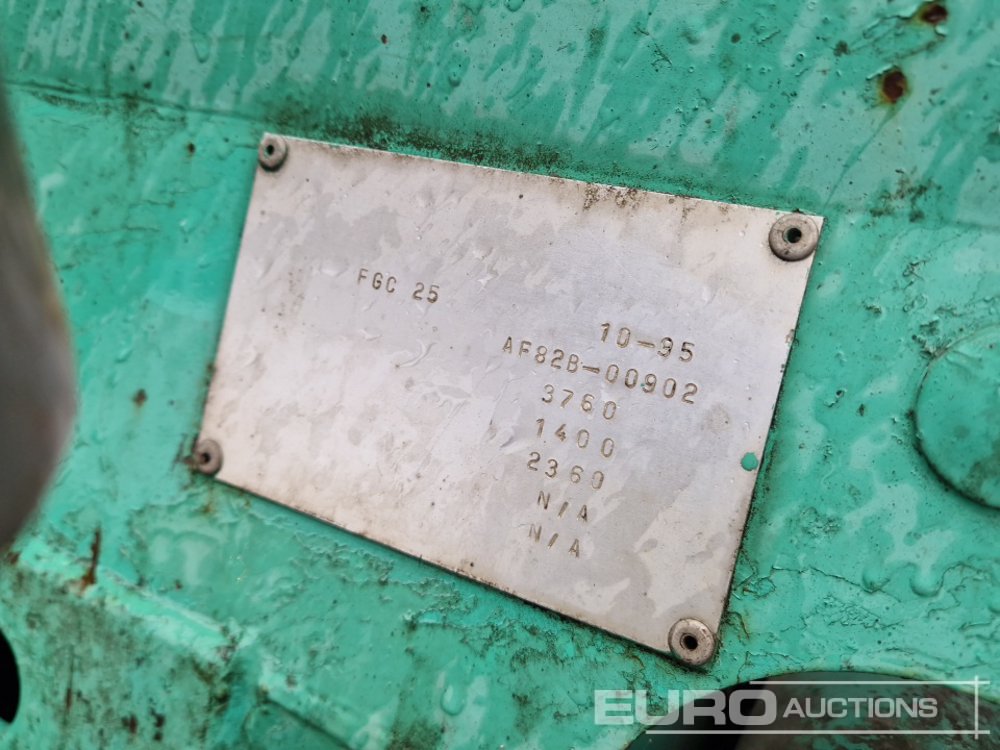 FGC 25
10-95
AF82B-00902
3760
1400
2360
N/A
N/A
EURO AUCTIONS